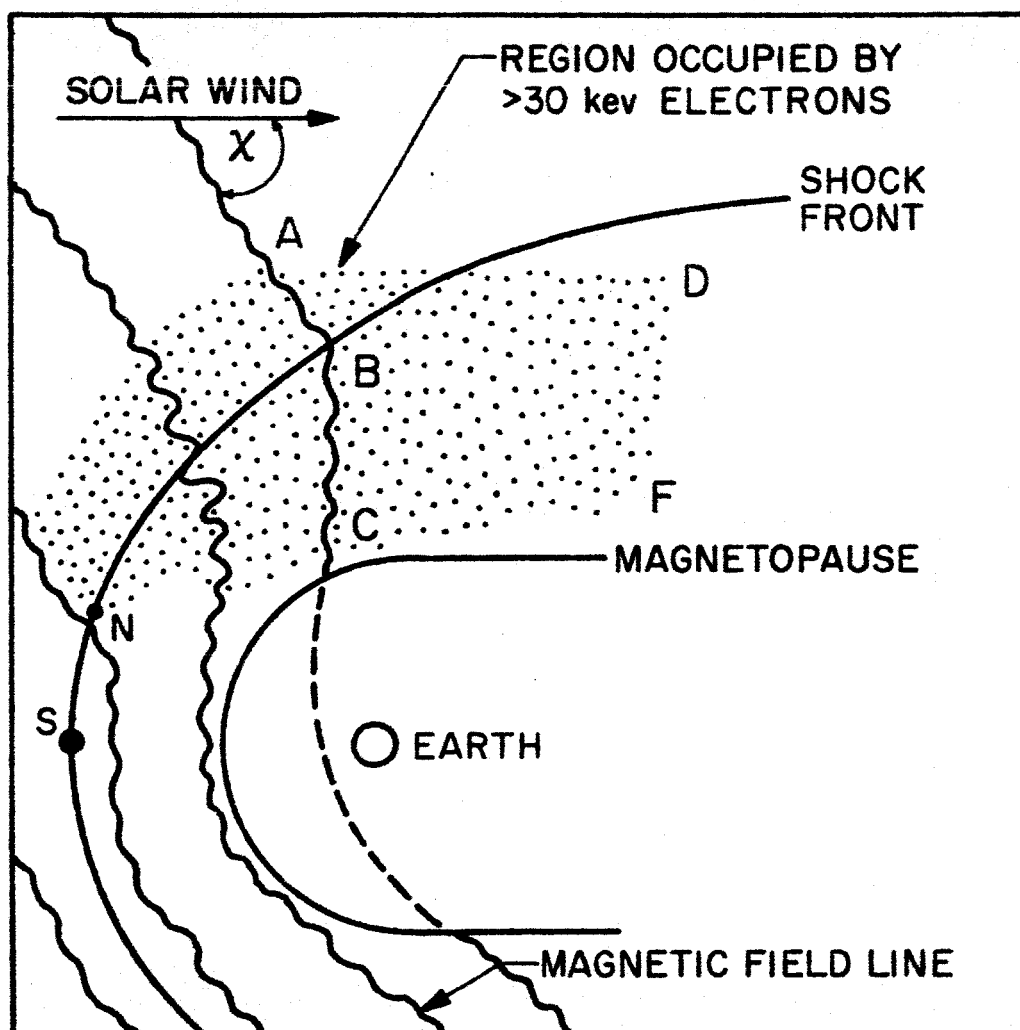 REGION OCCUPIED BY
>30 kev ELECTRONS
SOLAR WIND
χ
SHOCK
FRONT
A
D
B
F
C
MAGNETOPAUSE
N
S
EARTH
MAGNETIC FIELD LINE